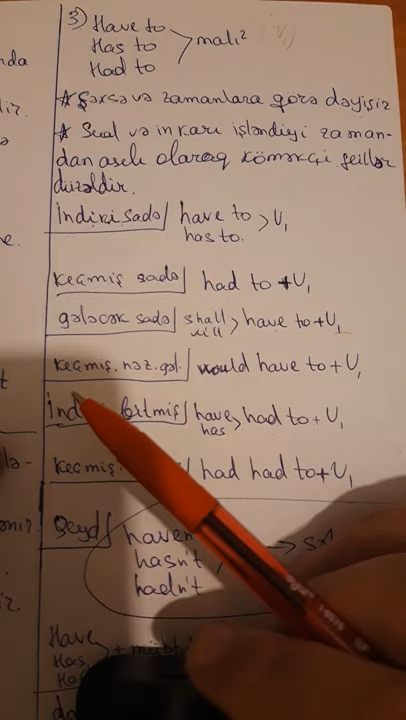 3) Have to
Has to
Had to
> malı²
* Şəxsə və zamanlara görə dəyişir
* Sual və inkarı işləndiyi zaman-
dan asılı olaraq köməkçi feillər
düzəldir.
İndiki sadə / have to > V₁
has to.
keçmiş sadə / had to + V₁
gələcək sadə / shall
will > have to + V₁
keçmiş. nəz. gəl. / would have to + V₁
İnd bitmiş / have
has > had to + V₁
keçmiş. / had had to + V₁
Qeyd / haven
hasn't
hadn't
Have
Has